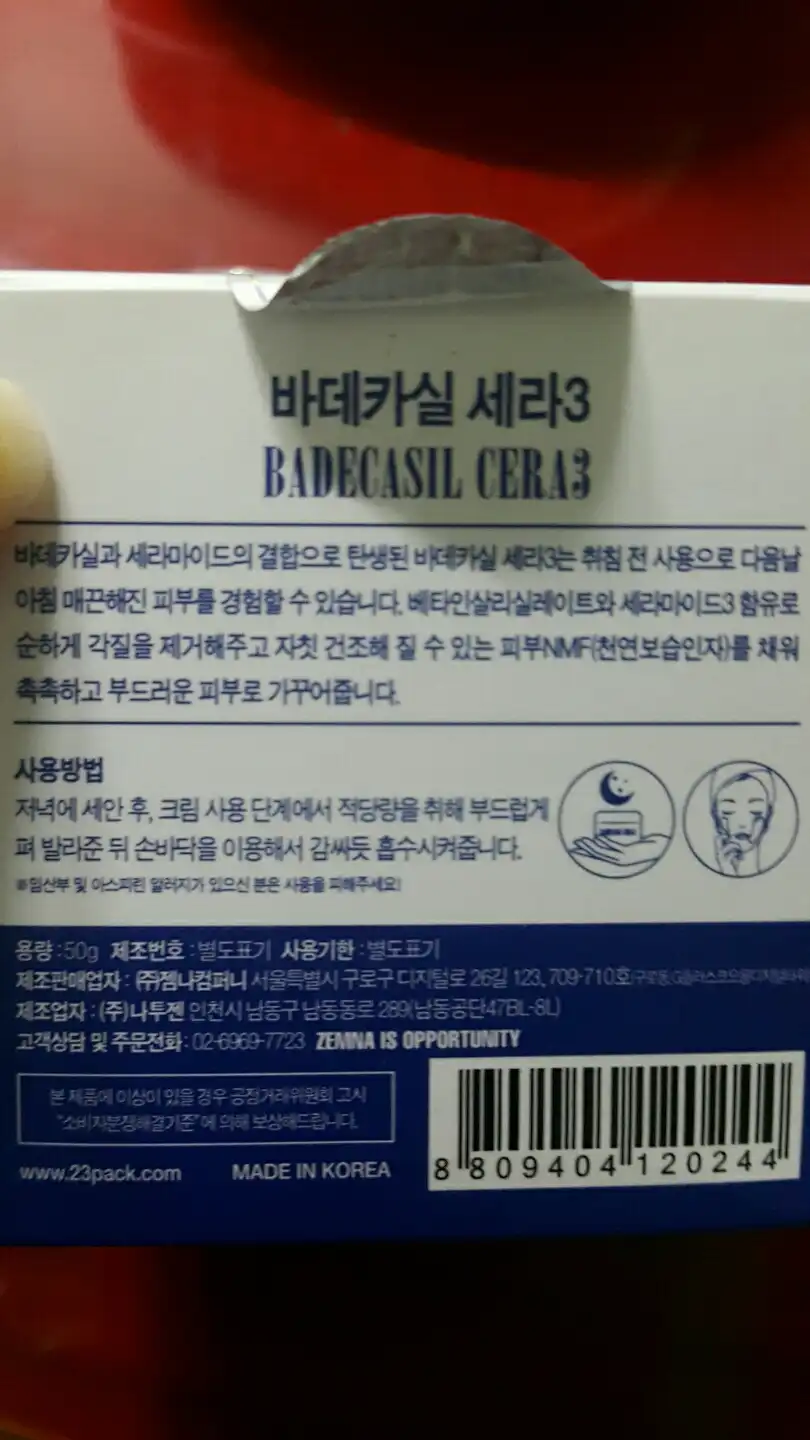 바데카실 세라3
BADECASIL CERA3
바데카실과 세라마이드의 결합으로 탄생된 바데카실 세라3는 취침 전 사용으로 다음날
아침 매끈해진 피부를 경험할 수 있습니다. 베타인살리실레이트와 세라마이드3 함유로
순하게 각질을 제거해주고 자칫 건조해 질 수 있는 피부NMF(천연보습인자)를 채워
촉촉하고 부드러운 피부로 가꾸어줍니다.
사용방법
저녁에 세안 후, 크림 사용 단계에서 적당량을 취해 부드럽게
펴 발라준 뒤 손바닥을 이용해서 감싸듯 흡수시켜줍니다.
※임산부 및 아스피린 알러지가 있으신 분은 사용을 피해주세요!
용량 : 50g 제조번호 : 별도표기 사용기한 : 별도표기
제조판매업자 : (주)젬나컴퍼니 서울특별시 구로구 디지털로 26길 123, 709-710호
제조업자 : (주)나투젠 인천시 남동구 남동동로 289(남동공단47BL-8L)
고객상담 및 주문전화 : 02-6969-7723 ZEMNA IS OPPORTUNITY
본 제품에 이상이 있을 경우 공정거래위원회 고시
"소비자분쟁해결기준"에 의해 보상해드립니다.
www.23pack.com MADE IN KOREA
8 809404 120244